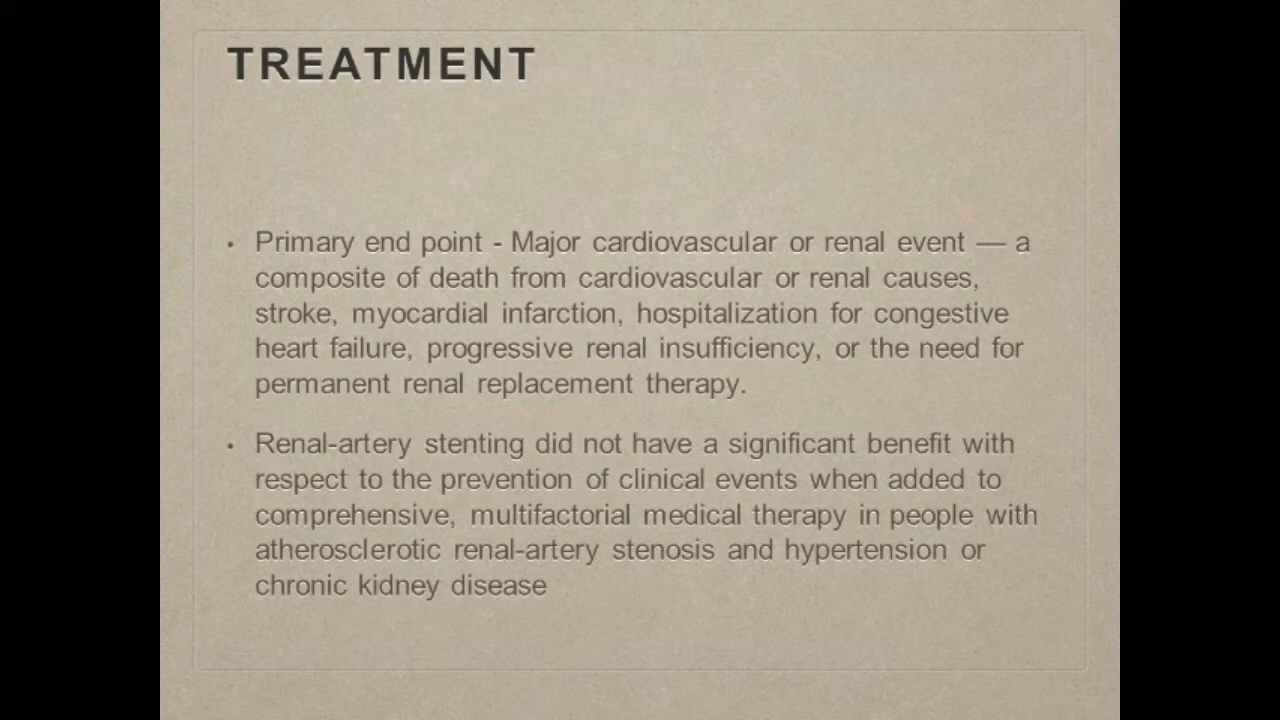 TREATMENT
• Primary end point - Major cardiovascular or renal event — a
composite of death from cardiovascular or renal causes,
stroke, myocardial infarction, hospitalization for congestive
heart failure, progressive renal insufficiency, or the need for
permanent renal replacement therapy.
• Renal-artery stenting did not have a significant benefit with
respect to the prevention of clinical events when added to
comprehensive, multifactorial medical therapy in people with
atherosclerotic renal-artery stenosis and hypertension or
chronic kidney disease